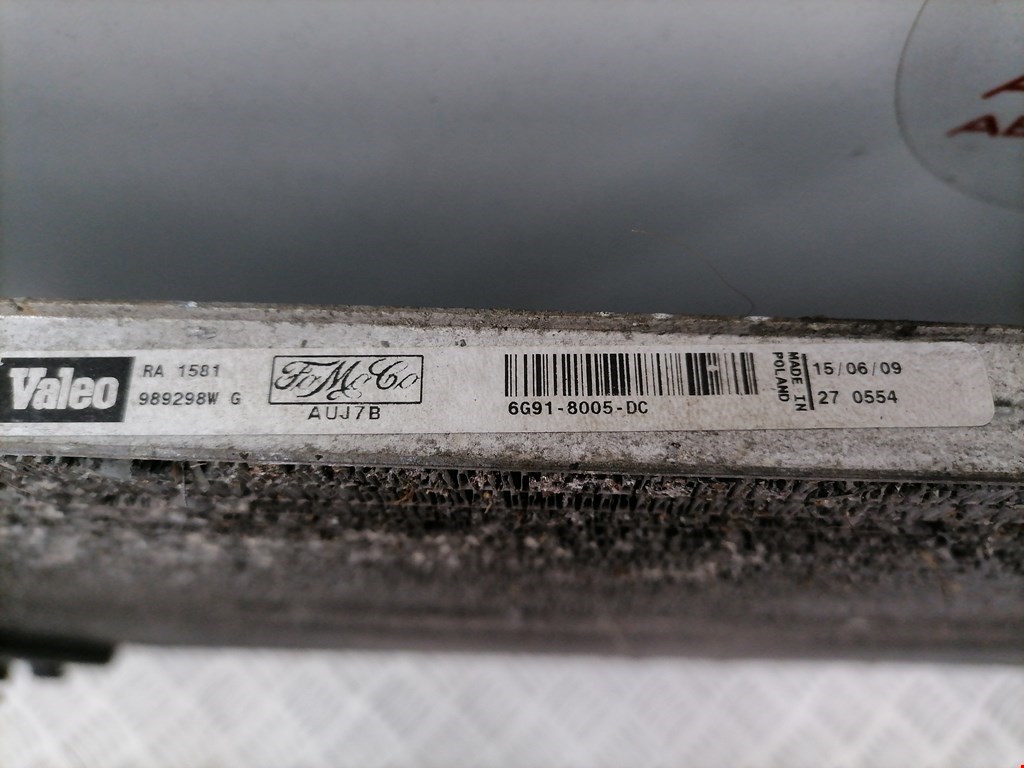 Valeo
RA 1581
989298W G
FoMoCo
AUJ7B
6G91-8005-DC
MADE IN
POLAND
15/06/09
27 0554